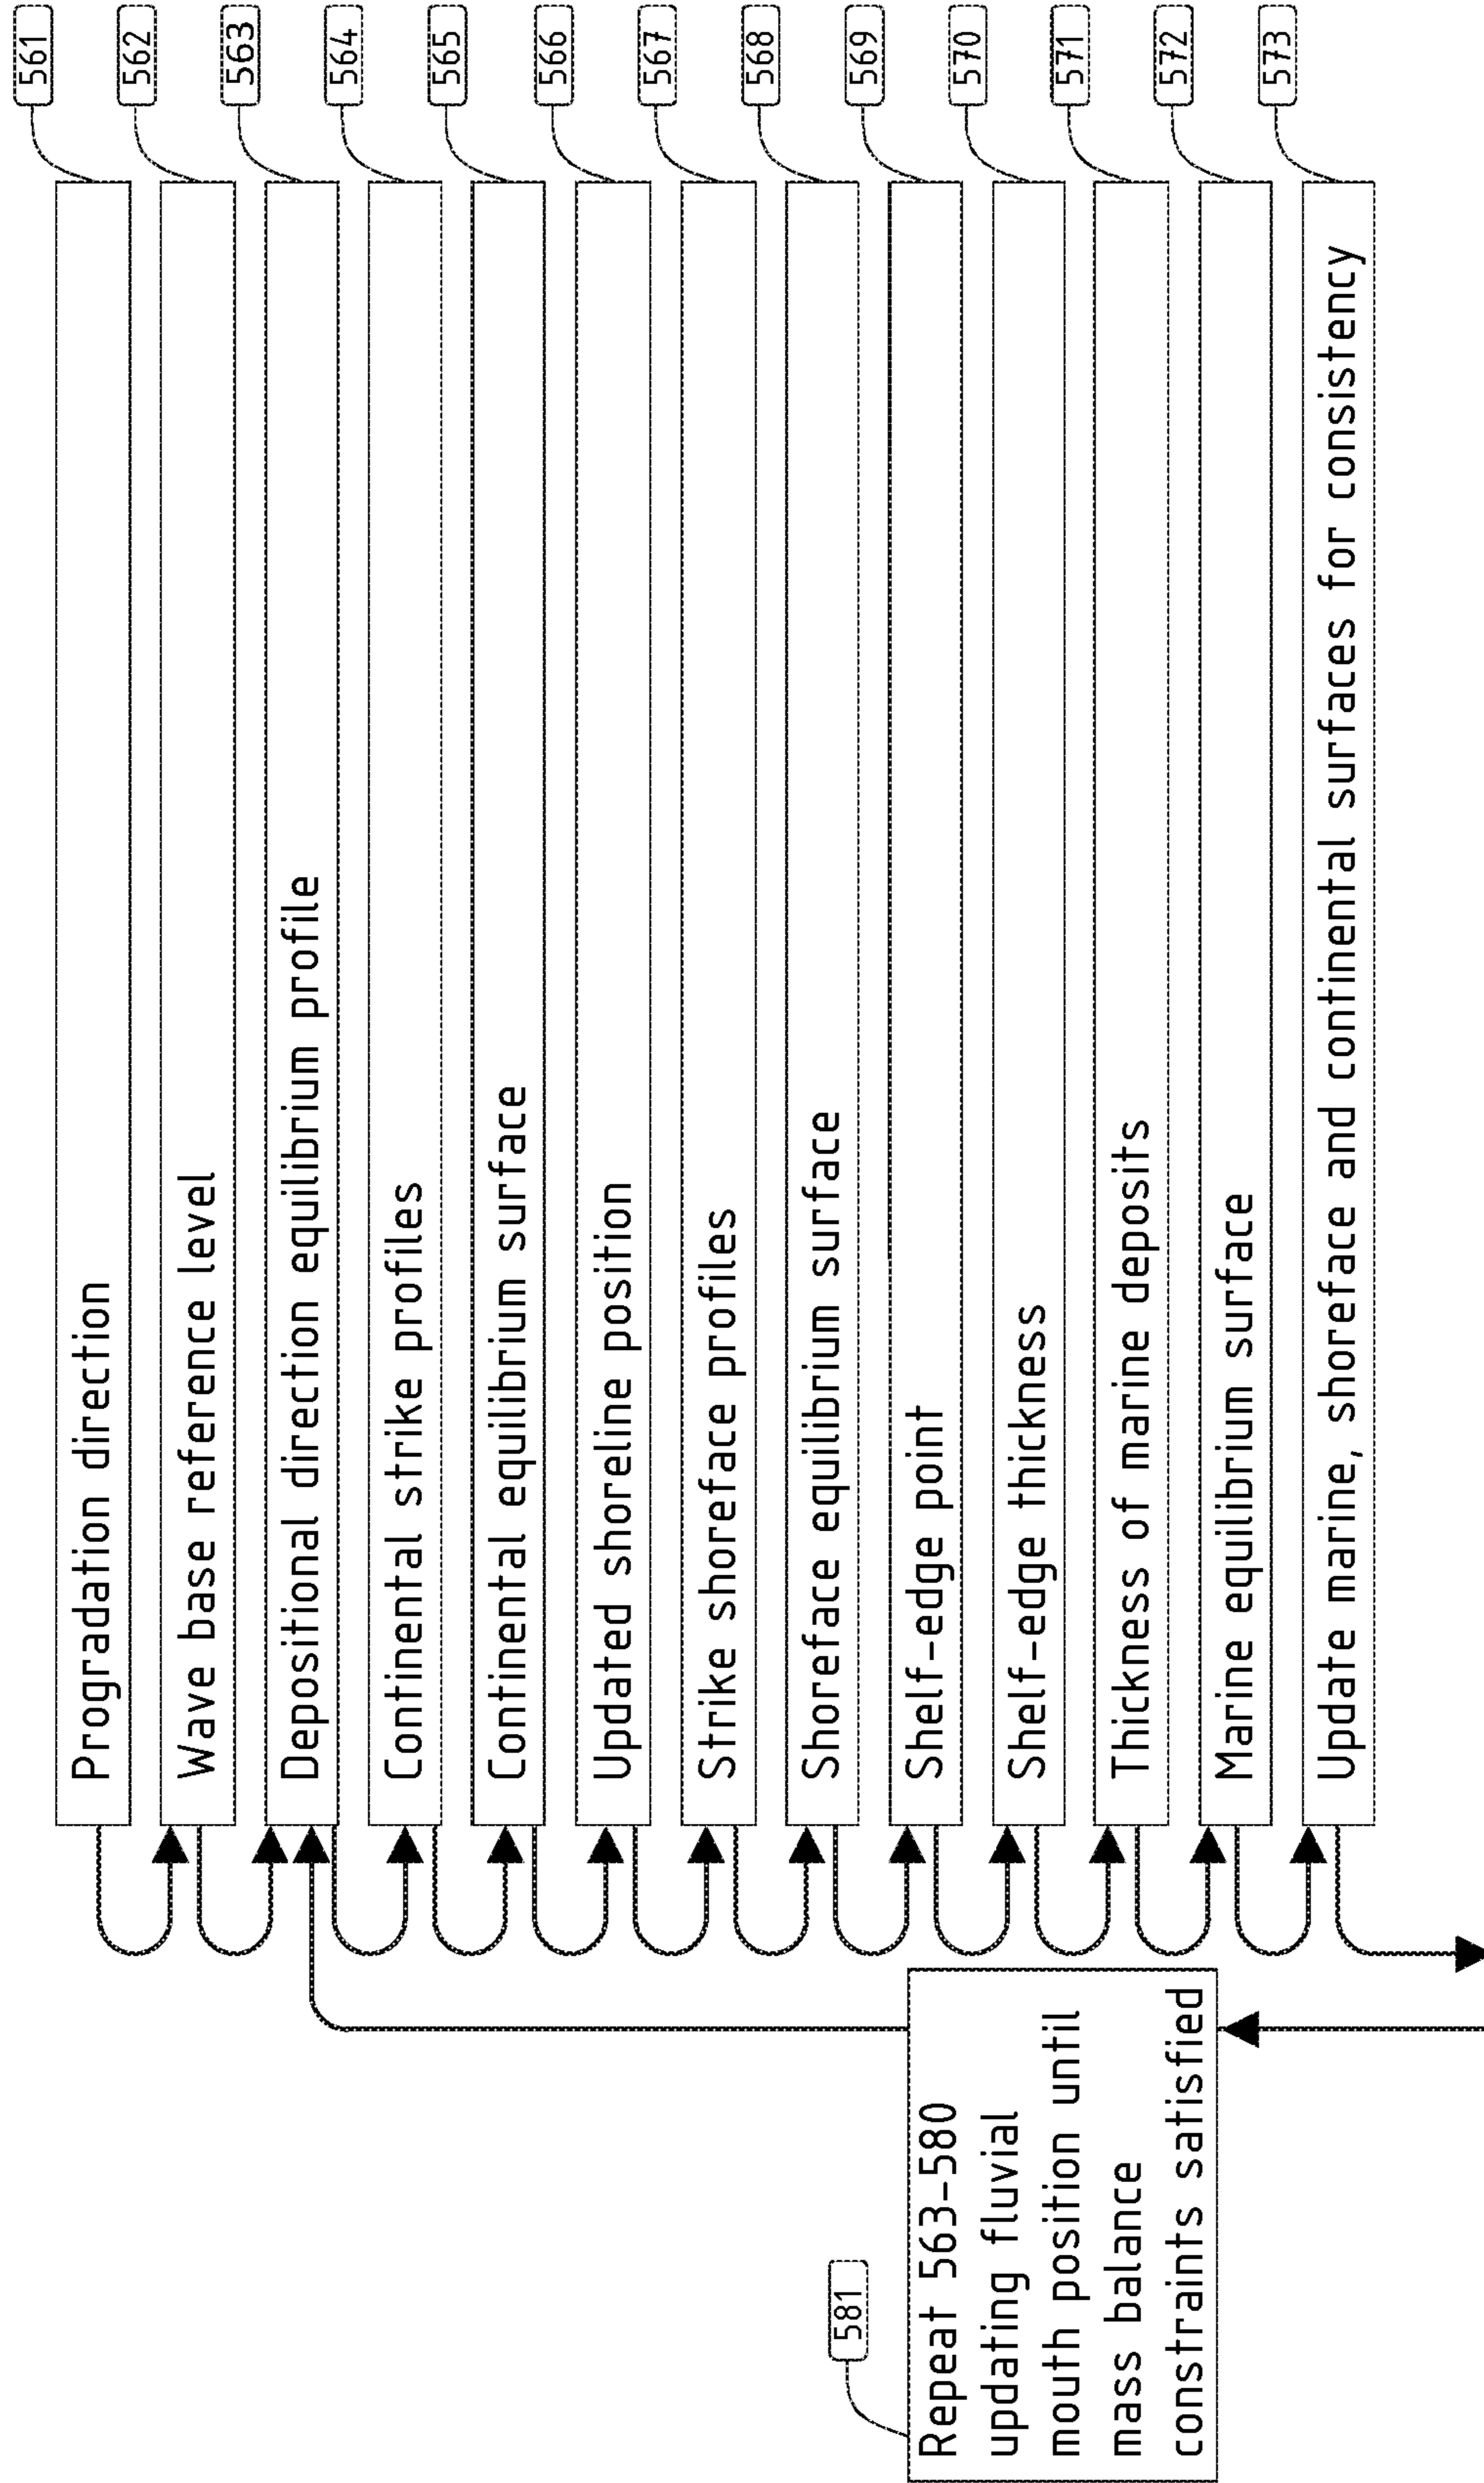 561
Progradation direction
562
Wave base reference level
563
Depositional direction equilibrium profile
564
Continental strike profiles
565
Continental equilibrium surface
566
Updated shoreline position
567
Strike shoreface profiles
568
Shoreface equilibrium surface
569
Shelf-edge point
570
Shelf-edge thickness
571
Thickness of marine deposits
572
Marine equilibrium surface
573
Update marine, shoreface and continental surfaces for consistency
581
Repeat 563-580
updating fluvial
mouth position until
mass balance
constraints satisfied